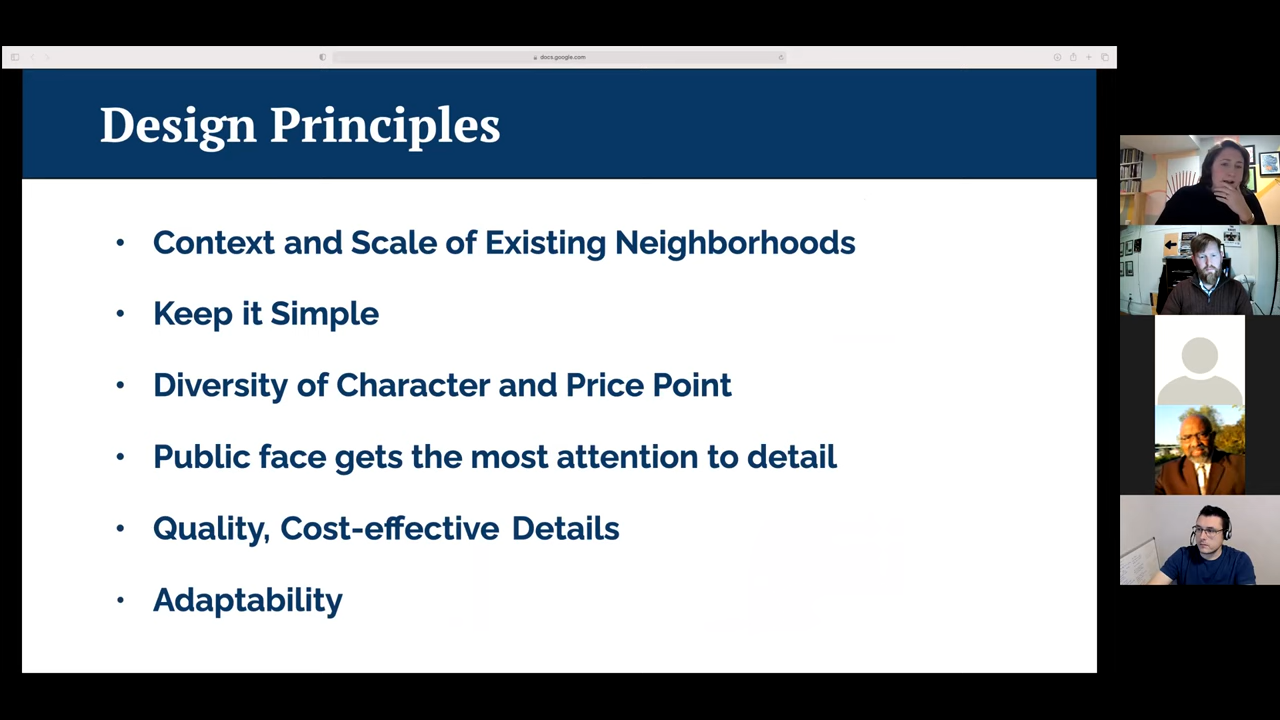 docs.google.com
Design Principles
• Context and Scale of Existing Neighborhoods
• Keep it Simple
• Diversity of Character and Price Point
• Public face gets the most attention to detail
• Quality, Cost-effective Details
• Adaptability